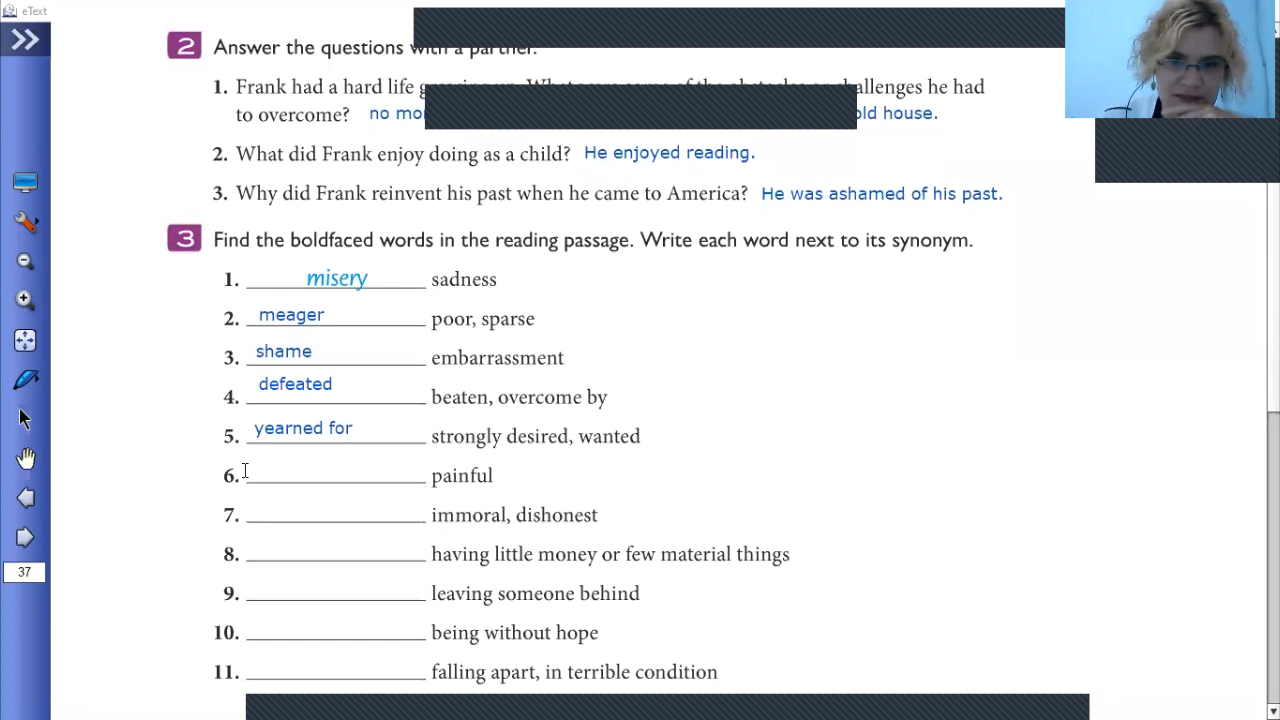 eText
2 Answer the questions with a partner.
1. Frank had a hard life challenges he had
to overcome? no old house.
2. What did Frank enjoy doing as a child? He enjoyed reading.
3. Why did Frank reinvent his past when he came to America? He was ashamed of his past.
3 Find the boldfaced words in the reading passage. Write each word next to its synonym.
1. misery sadness
2. meager poor, sparse
3. shame embarrassment
4. defeated beaten, overcome by
5. yearned for strongly desired, wanted
6. painful
7. immoral, dishonest
8. having little money or few material things
9. leaving someone behind
10. being without hope
11. falling apart, in terrible condition
37